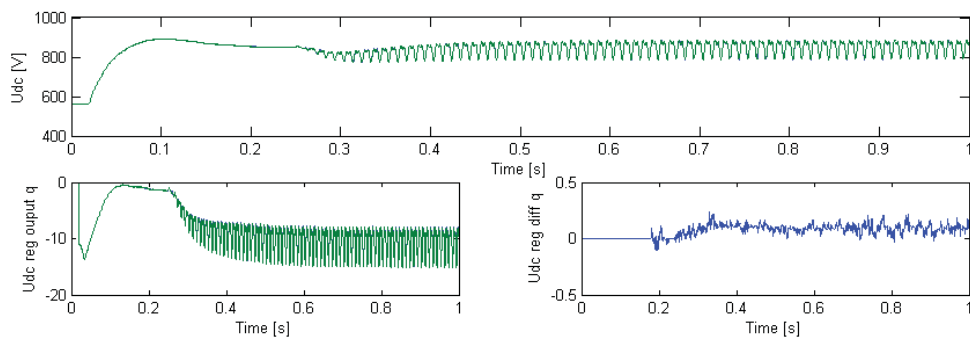 1000
800
600
400
Udc [V]
0 0.1 0.2 0.3 0.4 0.5 0.6 0.7 0.8 0.9 1
Time [s]
0
-10
-20
Udc reg ouput q
0 0.2 0.4 0.6 0.8 1
Time [s]
0.5
0
-0.5
Udc reg diff q
0 0.2 0.4 0.6 0.8 1
Time [s]